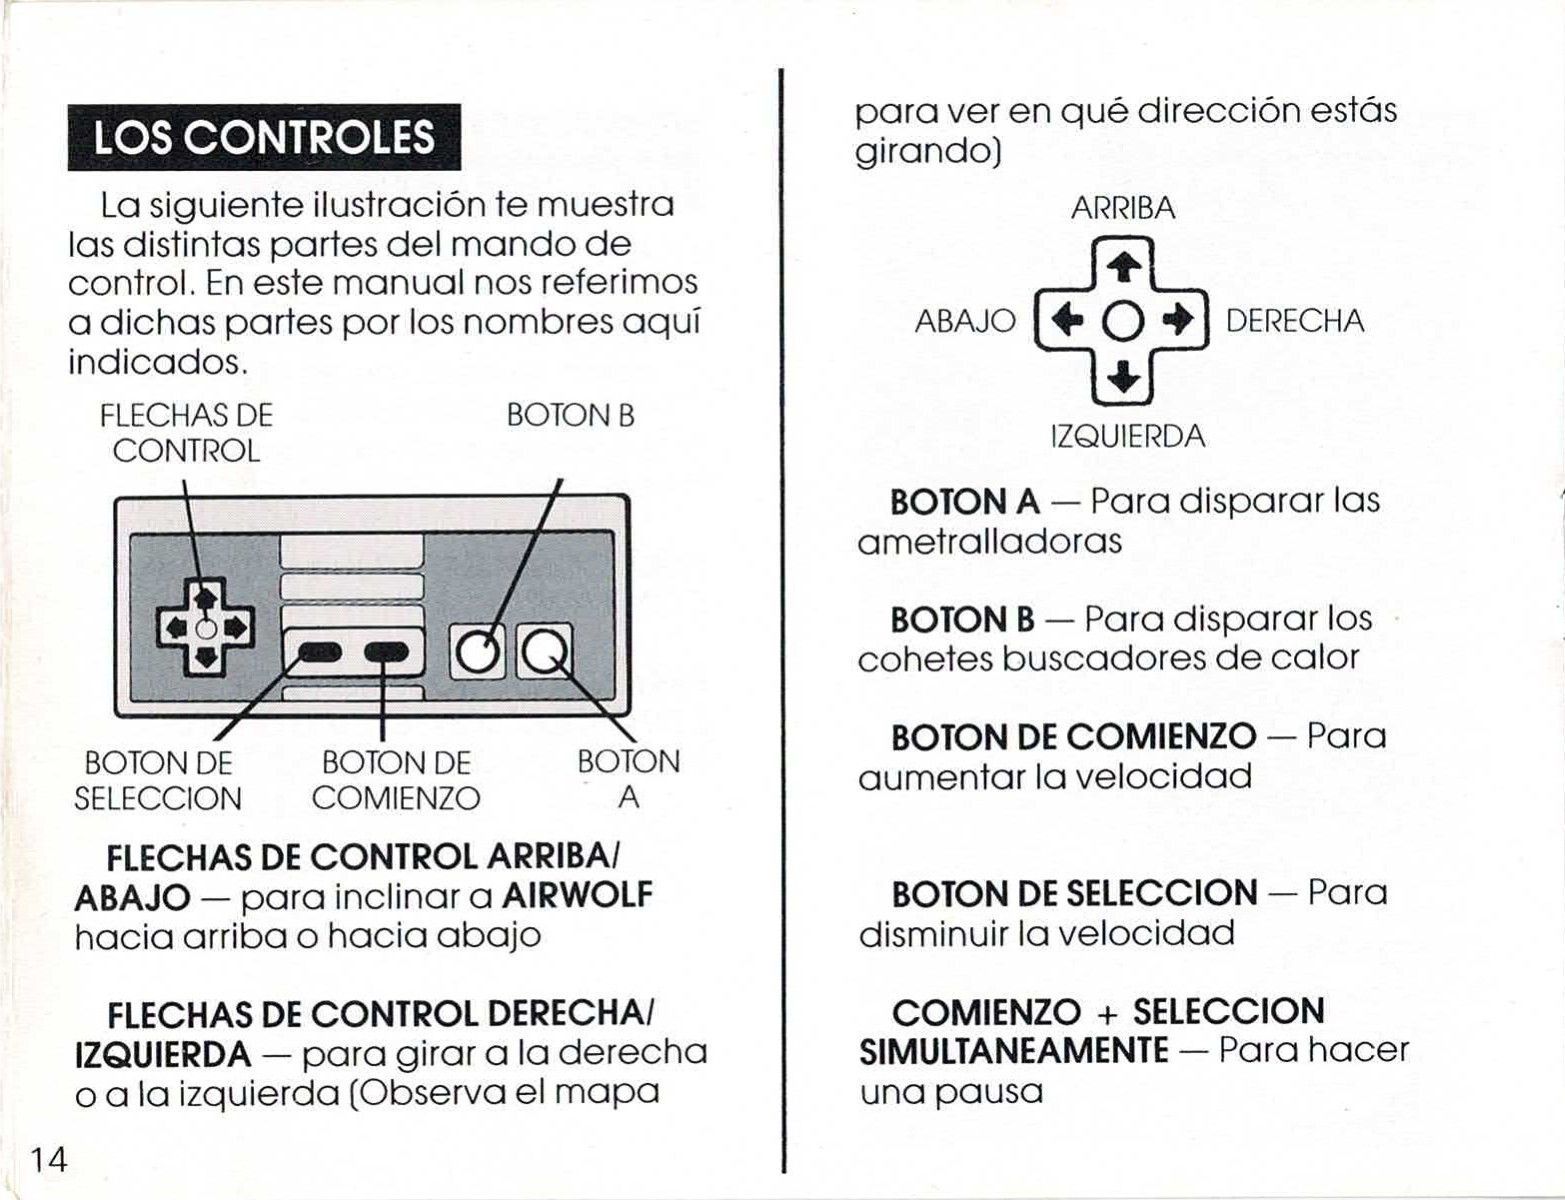 LOS CONTROLES
La siguiente ilustración te muestra
las distintas partes del mando de
control. En este manual nos referimos
a dichas partes por los nombres aquí
indicados.
FLECHAS DE
CONTROL
BOTON B
BOTON DE
SELECCION
BOTON DE
COMIENZO
BOTON
A
FLECHAS DE CONTROL ARRIBA/
ABAJO — para inclinar a AIRWOLF
hacia arriba o hacia abajo
FLECHAS DE CONTROL DERECHA/
IZQUIERDA — para girar a la derecha
o a la izquierda (Observa el mapa
14
para ver en qué dirección estás
girando)
ARRIBA
ABAJO
DERECHA
IZQUIERDA
BOTON A — Para disparar las
ametralladoras
BOTON B — Para disparar los
cohetes buscadores de calor
BOTON DE COMIENZO — Para
aumentar la velocidad
BOTON DE SELECCION — Para
disminuir la velocidad
COMIENZO + SELECCION
SIMULTANEAMENTE — Para hacer
una pausa